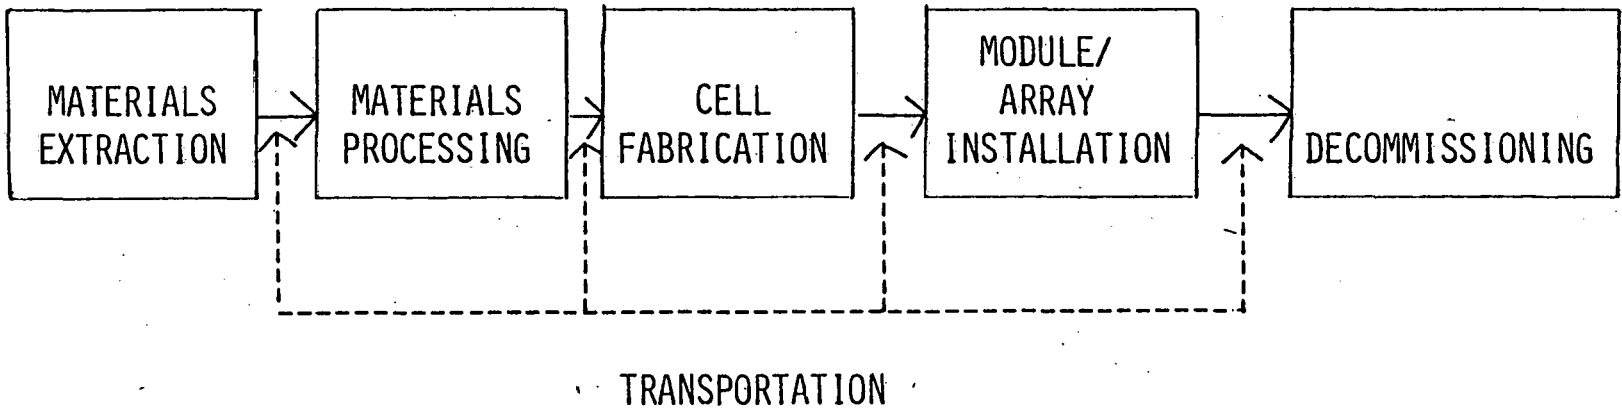 MATERIALS
EXTRACTION
MATERIALS
PROCESSING
CELL
FABRICATION
MODULE/
ARRAY
INSTALLATION
DECOMMISSIONING
TRANSPORTATION